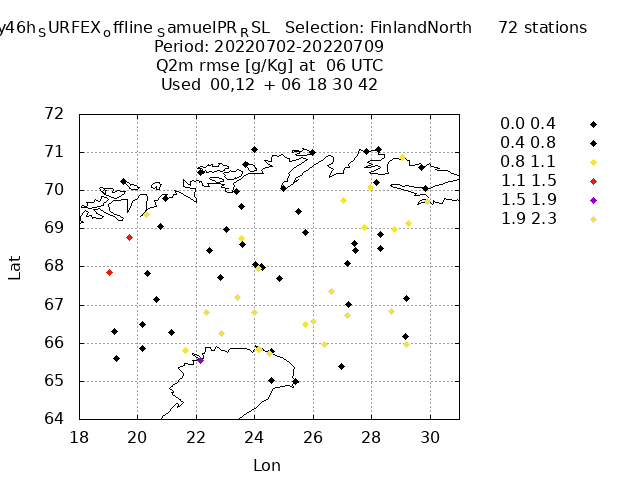 y46h_SURFEX_offline_SamuelPR_RSL Selection: FinlandNorth 72 stations
Period: 20220702-20220709
Q2m rmse [g/Kg] at 06 UTC
Used 00,12 + 06 18 30 42
72
71
70
69
68
67
66
65
64
18 20 22 24 26 28 30
Lat
Lon
0.0 0.4
0.4 0.8
0.8 1.1
1.1 1.5
1.5 1.9
1.9 2.3